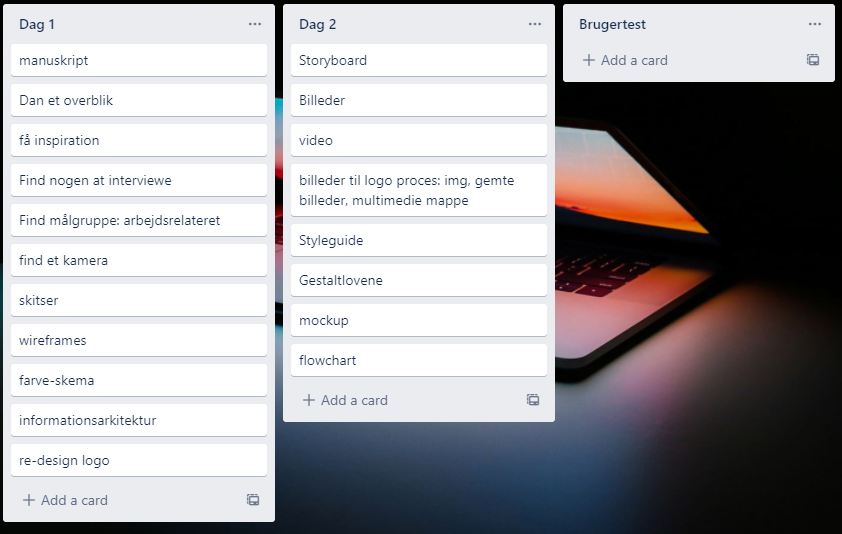 Dag 1
manuskript
Dan et overblik
få inspiration
Find nogen at interviewe
Find målgruppe: arbejdsrelateret
find et kamera
skitser
wireframes
farve-skema
informationsarkitektur
re-design logo
Add a card
Dag 2
Storyboard
Billeder
video
billeder til logo proces: img, gemte
billeder, multimedie mappe
Styleguide
Gestaltlovene
mockup
flowchart
Add a card
Brugertest
Add a card